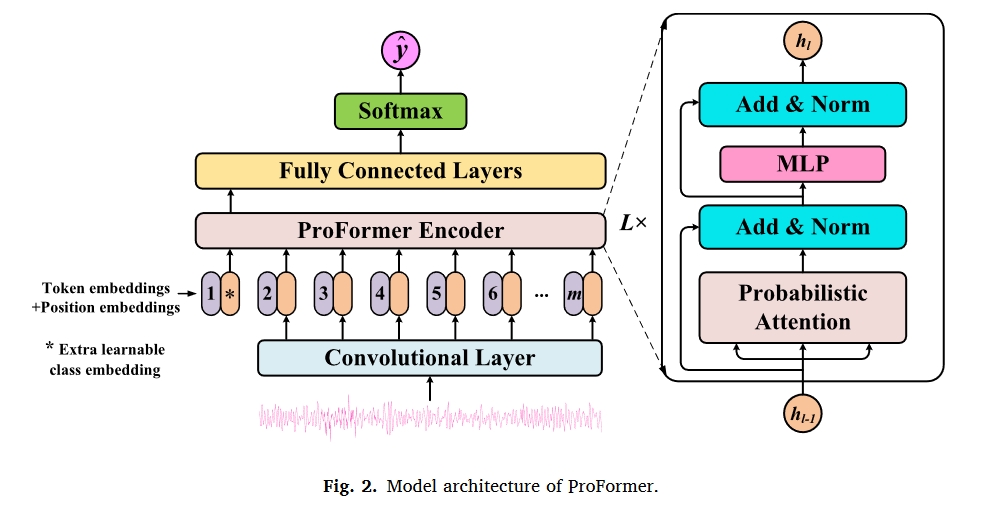 ŷ
Softmax
Fully Connected Layers
ProFormer Encoder
1 * 2 3 4 5 6 ... m
Token embeddings
+Position embeddings
* Extra learnable
class embedding
Convolutional Layer
L×
h_l
Add & Norm
MLP
Add & Norm
Probabilistic
Attention
h_{l-1}
Fig. 2. Model architecture of ProFormer.